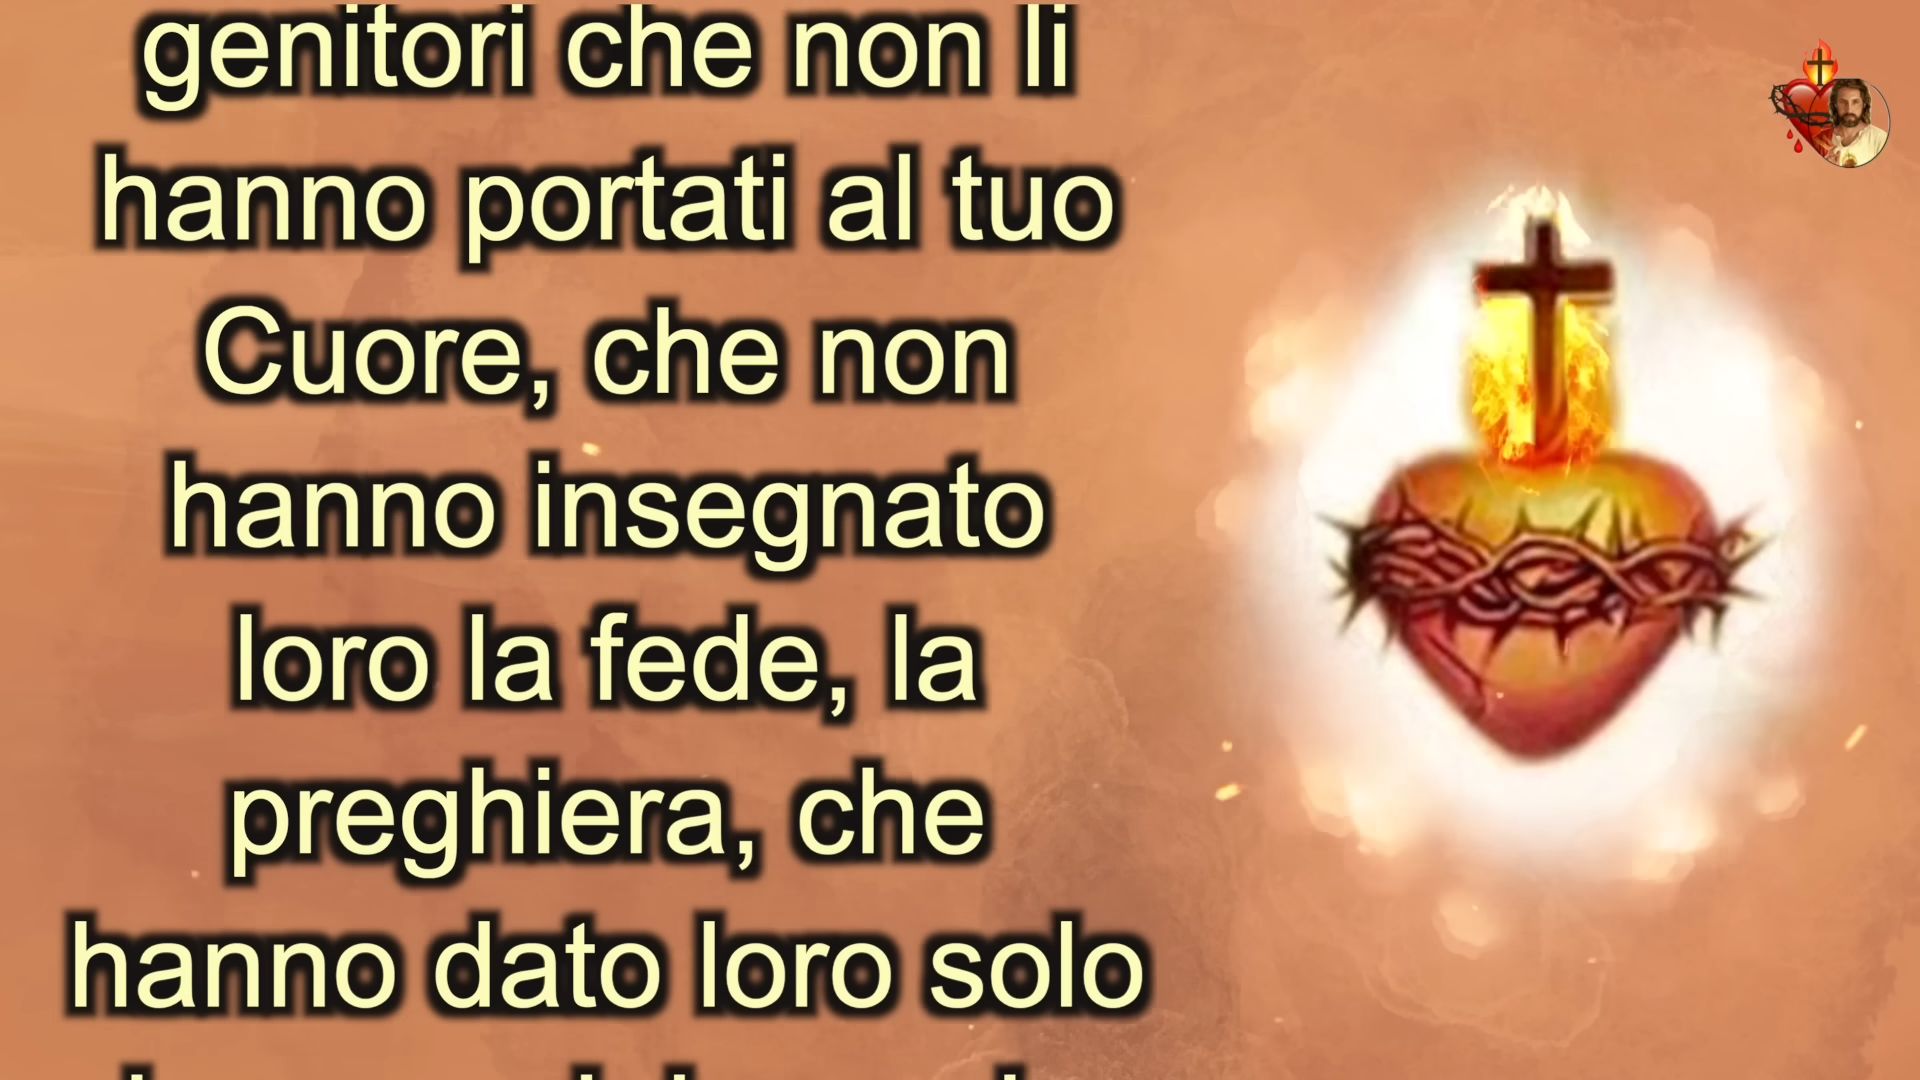 genitori che non li
hanno portati al tuo
Cuore, che non
hanno insegnato
loro la fede, la
preghiera, che
hanno dato loro solo